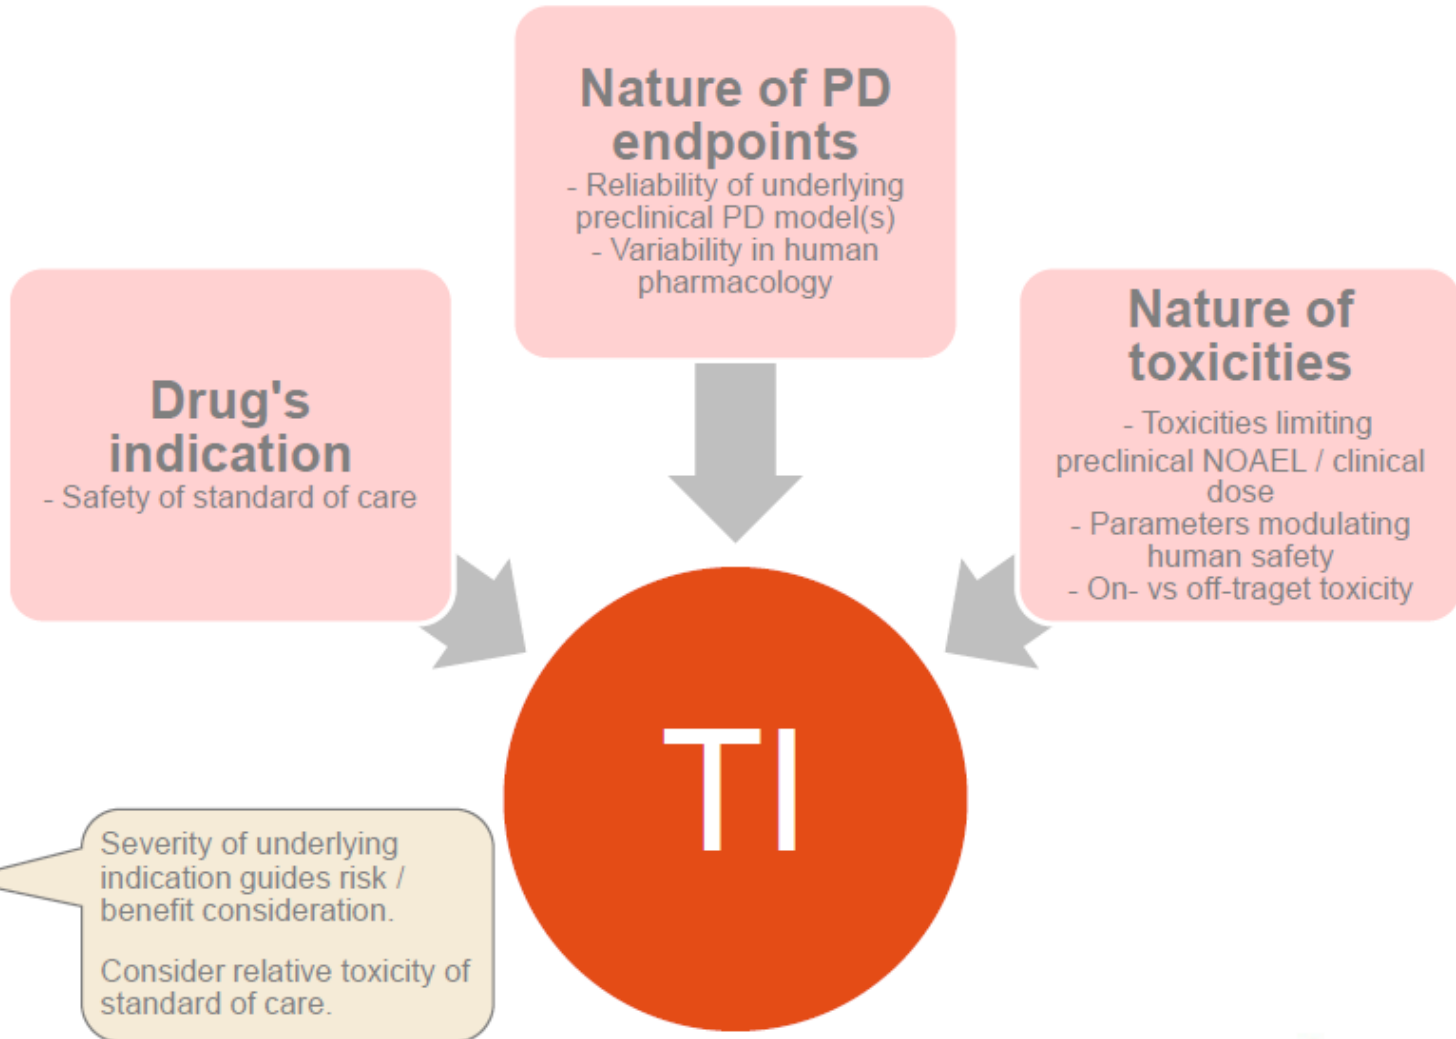 Nature of PD
endpoints
- Reliability of underlying
preclinical PD model(s)
- Variability in human
pharmacology
Drug's
indication
- Safety of standard of care
Nature of
toxicities
- Toxicities limiting
preclinical NOAEL / clinical
dose
- Parameters modulating
human safety
- On- vs off-traget toxicity
TI
Severity of underlying
indication guides risk /
benefit consideration.
Consider relative toxicity of
standard of care.